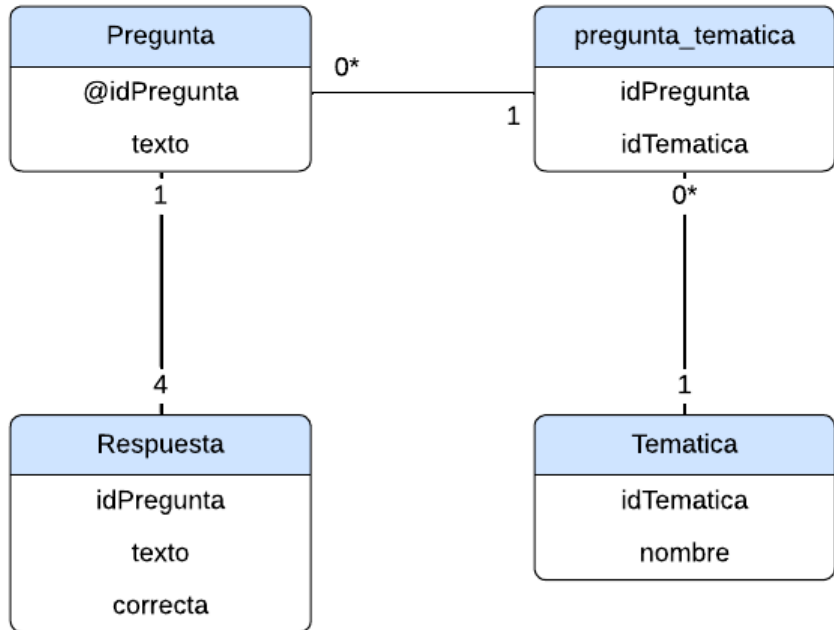 Pregunta
@idPregunta
texto
pregunta_tematica
idPregunta
idTematica
0*
1
1
0*
4
1
Respuesta
idPregunta
texto
correcta
Tematica
idTematica
nombre